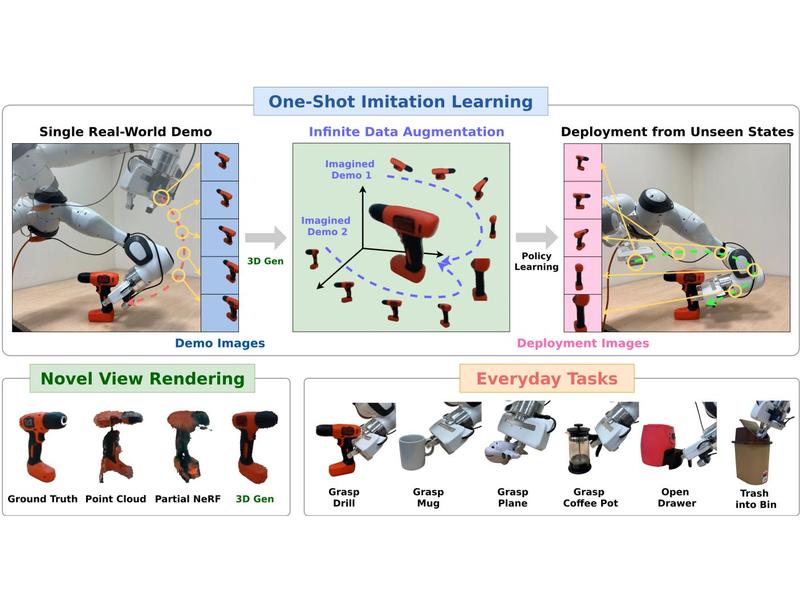 One-Shot Imitation Learning
Single Real-World Demo
Infinite Data Augmentation
Deployment from Unseen States
Imagined
Demo 1
Imagined
Demo 2
3D Gen
Policy
Learning
Demo Images
Deployment Images
Novel View Rendering
Ground Truth
Point Cloud
Partial NeRF
3D Gen
Everyday Tasks
Grasp
Drill
Grasp
Mug
Grasp
Plane
Grasp
Coffee Pot
Open
Drawer
Trash
into Bin